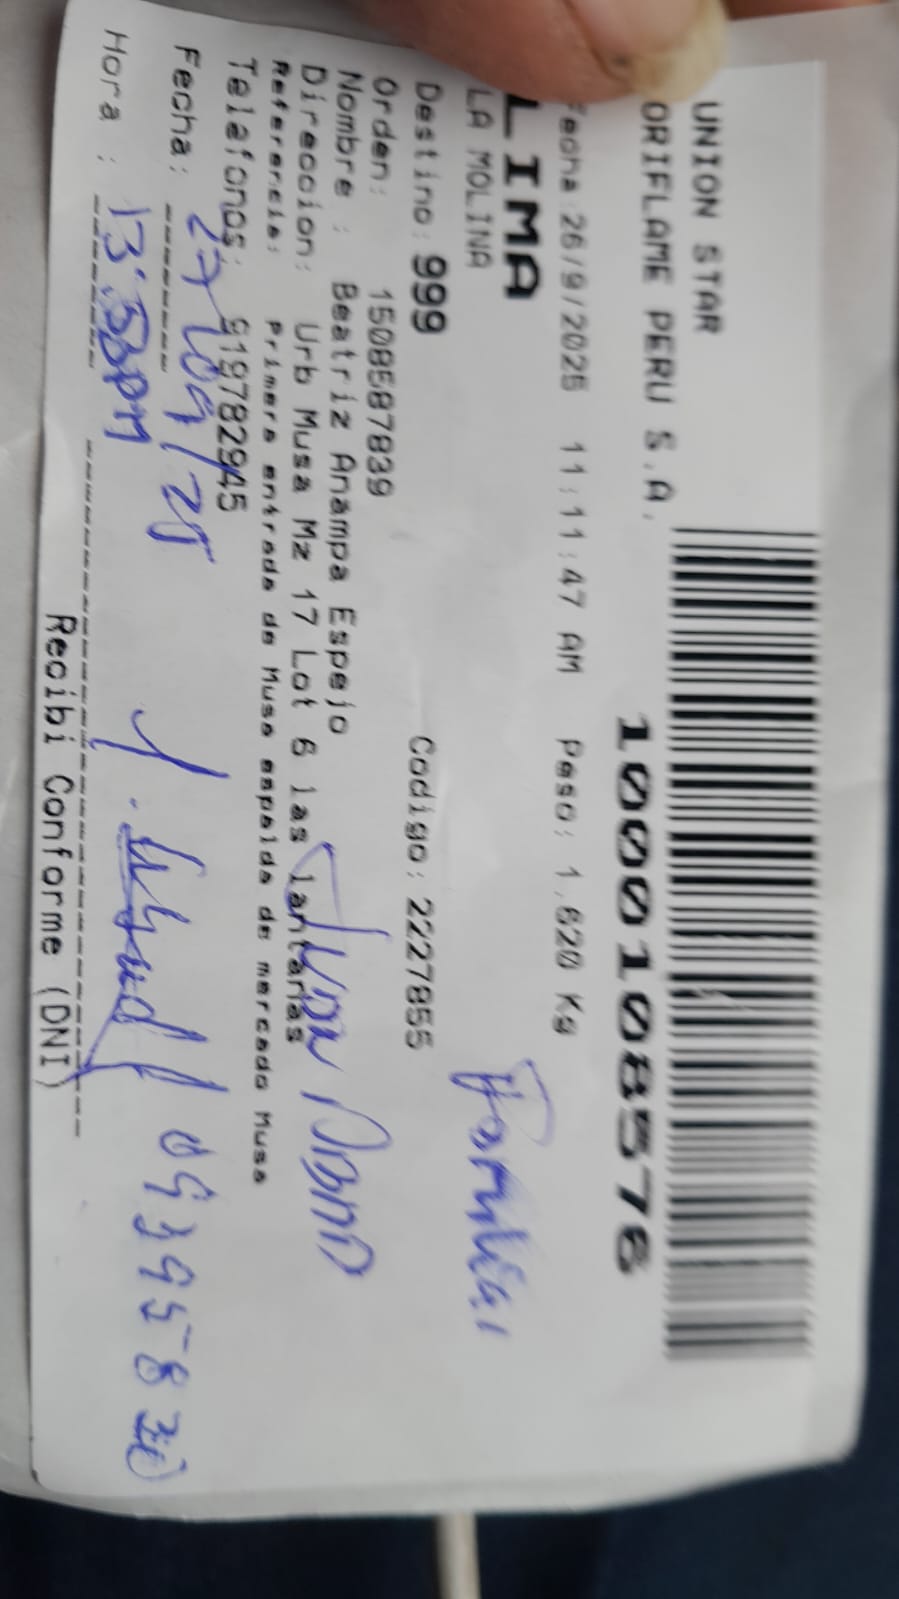 UNION STAR
ORIFLAME PERU S.A.
100010108576
Fecha:26/9/2025 11:11:47 AM Peso: 1.620 Kg
LIMA
LA MOLINA
Familiar
Destino: 999 Codigo: 2227855
Orden: 1508587839
Nombre : Beatriz Anampa Espejo
Direccion: Urb Musa Mz 17 Lot 6 las lantanas
Referencia: Primera entrada de Musa espalda de mercado Musa
Telefonos: 919782945
Fecha: 27/09/25
Hora :
Recibi Conforme (DNI)